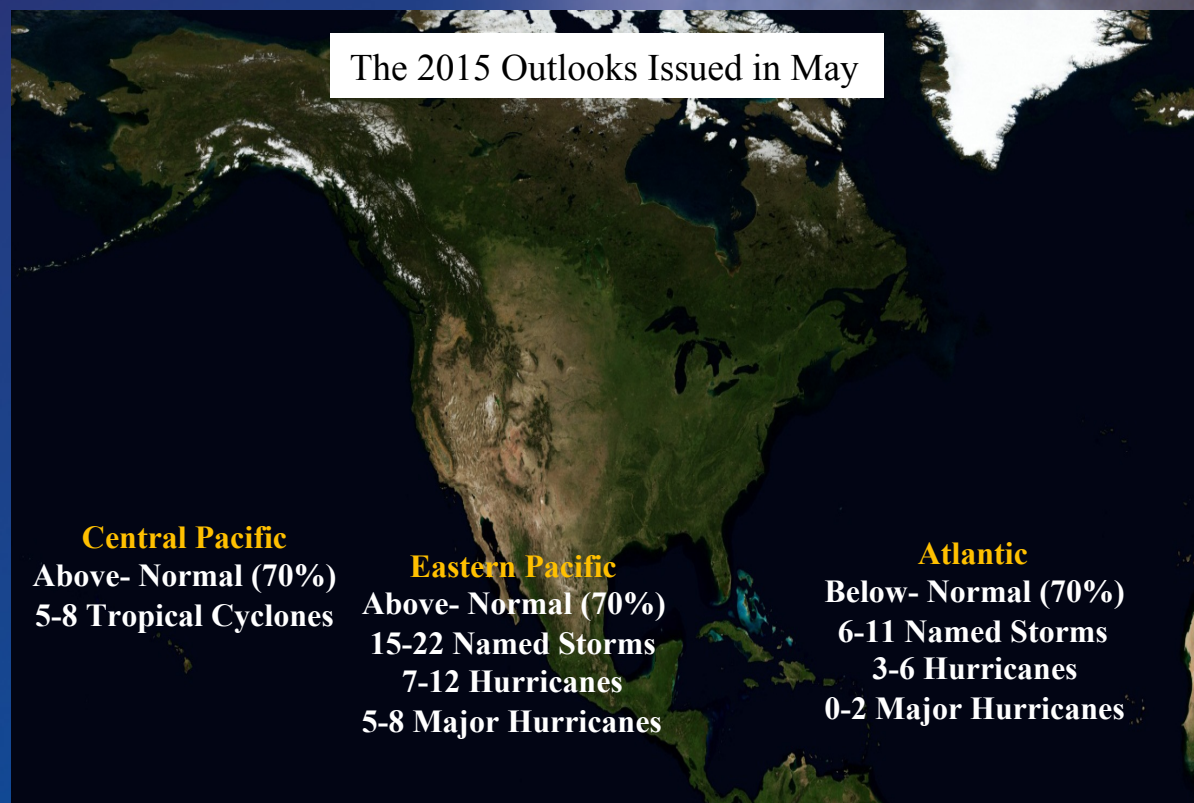 The 2015 Outlooks Issued in May
Central Pacific
Above- Normal (70%)
5-8 Tropical Cyclones
Eastern Pacific
Above- Normal (70%)
15-22 Named Storms
7-12 Hurricanes
5-8 Major Hurricanes
Atlantic
Below- Normal (70%)
6-11 Named Storms
3-6 Hurricanes
0-2 Major Hurricanes